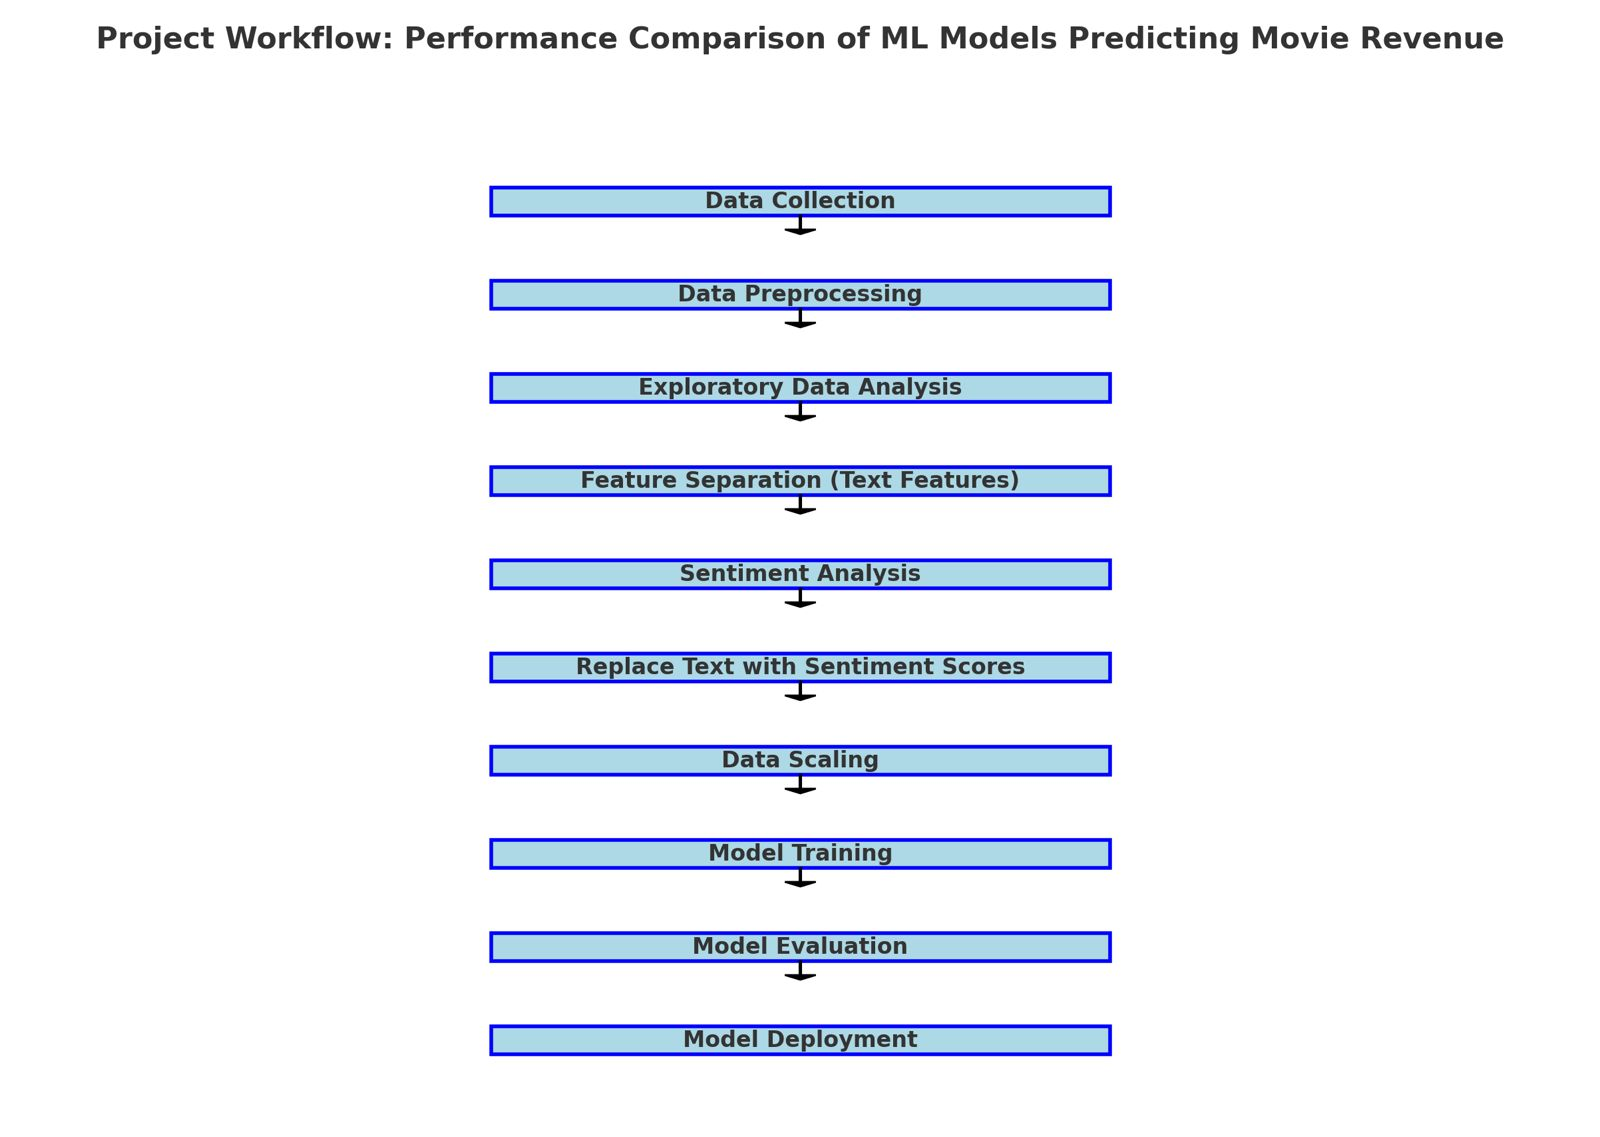 Project Workflow: Performance Comparison of ML Models Predicting Movie Revenue
Data Collection
Data Preprocessing
Exploratory Data Analysis
Feature Separation (Text Features)
Sentiment Analysis
Replace Text with Sentiment Scores
Data Scaling
Model Training
Model Evaluation
Model Deployment